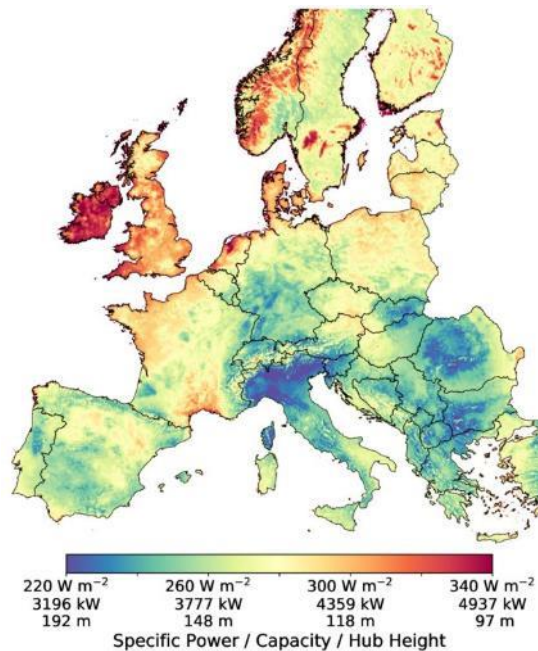 220 W m⁻² 260 W m⁻² 300 W m⁻² 340 W m⁻²
3196 kW 3777 kW 4359 kW 4937 kW
192 m 148 m 118 m 97 m
Specific Power / Capacity / Hub Height